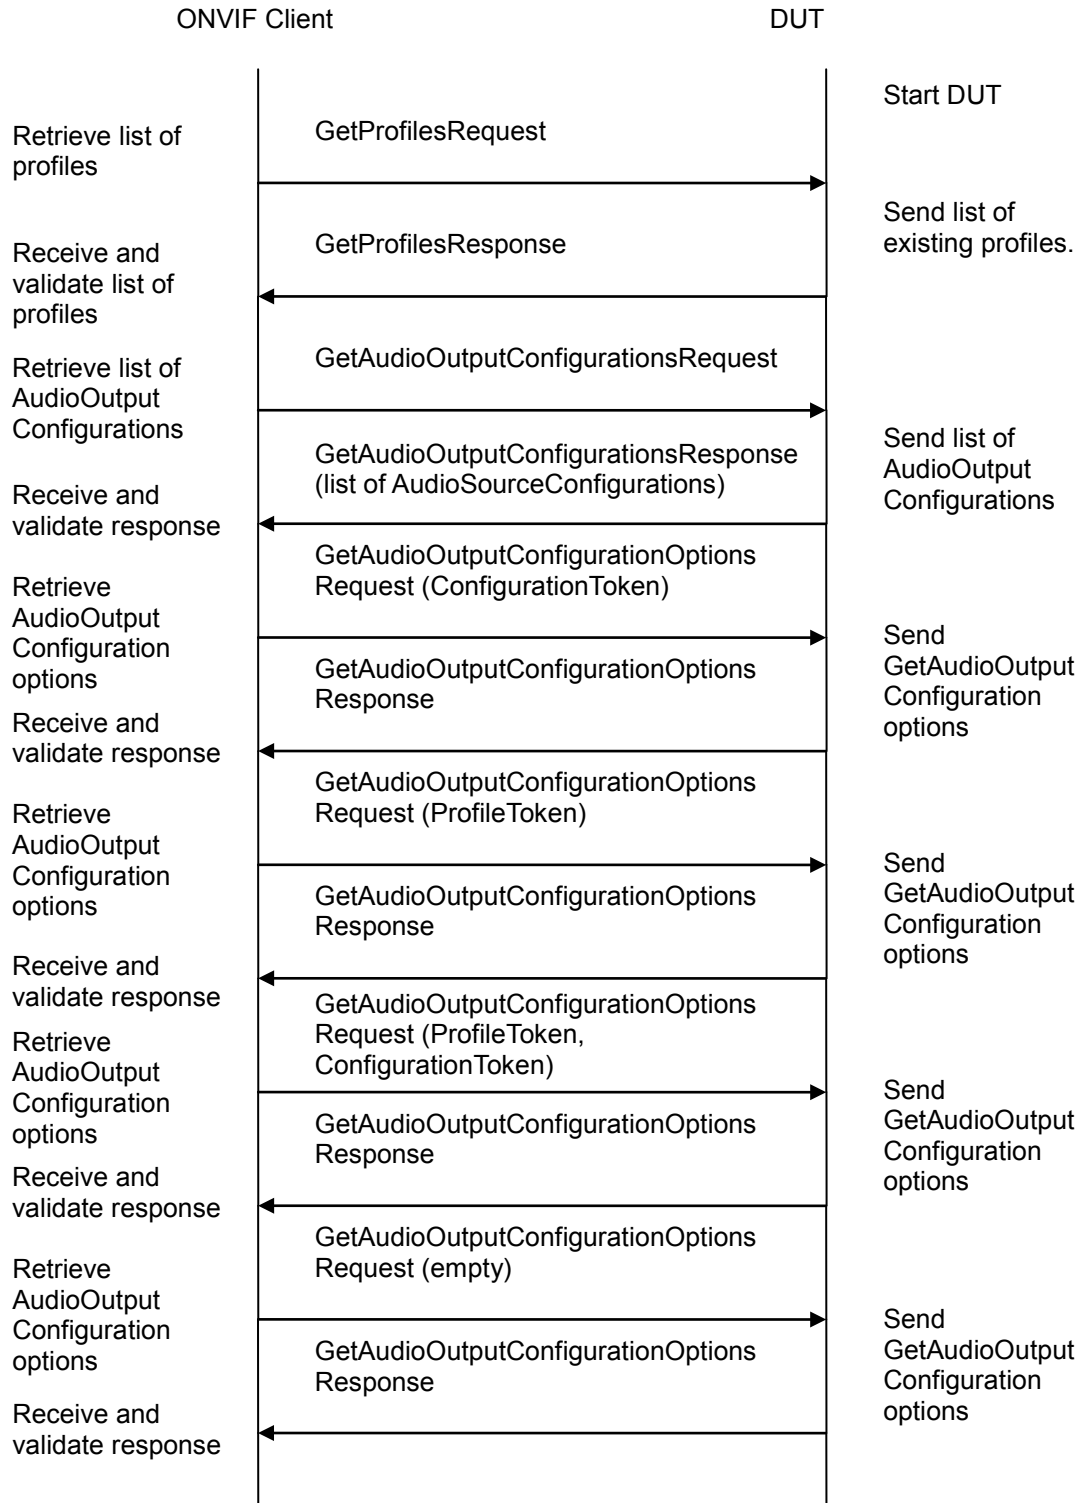 ONVIF Client
DUT
Start DUT
Retrieve list of
profiles
GetProfilesRequest
Send list of
existing profiles.
Receive and
validate list of
profiles
GetProfilesResponse
Retrieve list of
AudioOutput
Configurations
GetAudioOutputConfigurationsRequest
Send list of
AudioOutput
Configurations
GetAudioOutputConfigurationsResponse
(list of AudioSourceConfigurations)
Receive and
validate response
GetAudioOutputConfigurationOptions
Request (ConfigurationToken)
Retrieve
AudioOutput
Configuration
options
Send
GetAudioOutput
Configuration
options
GetAudioOutputConfigurationOptions
Response
Receive and
validate response
GetAudioOutputConfigurationOptions
Request (ProfileToken)
Retrieve
AudioOutput
Configuration
options
Send
GetAudioOutput
Configuration
options
GetAudioOutputConfigurationOptions
Response
Receive and
validate response
GetAudioOutputConfigurationOptions
Request (ProfileToken,
ConfigurationToken)
Retrieve
AudioOutput
Configuration
options
Send
GetAudioOutput
Configuration
options
GetAudioOutputConfigurationOptions
Response
Receive and
validate response
GetAudioOutputConfigurationOptions
Request (empty)
Retrieve
AudioOutput
Configuration
options
Send
GetAudioOutput
Configuration
options
GetAudioOutputConfigurationOptions
Response
Receive and
validate response